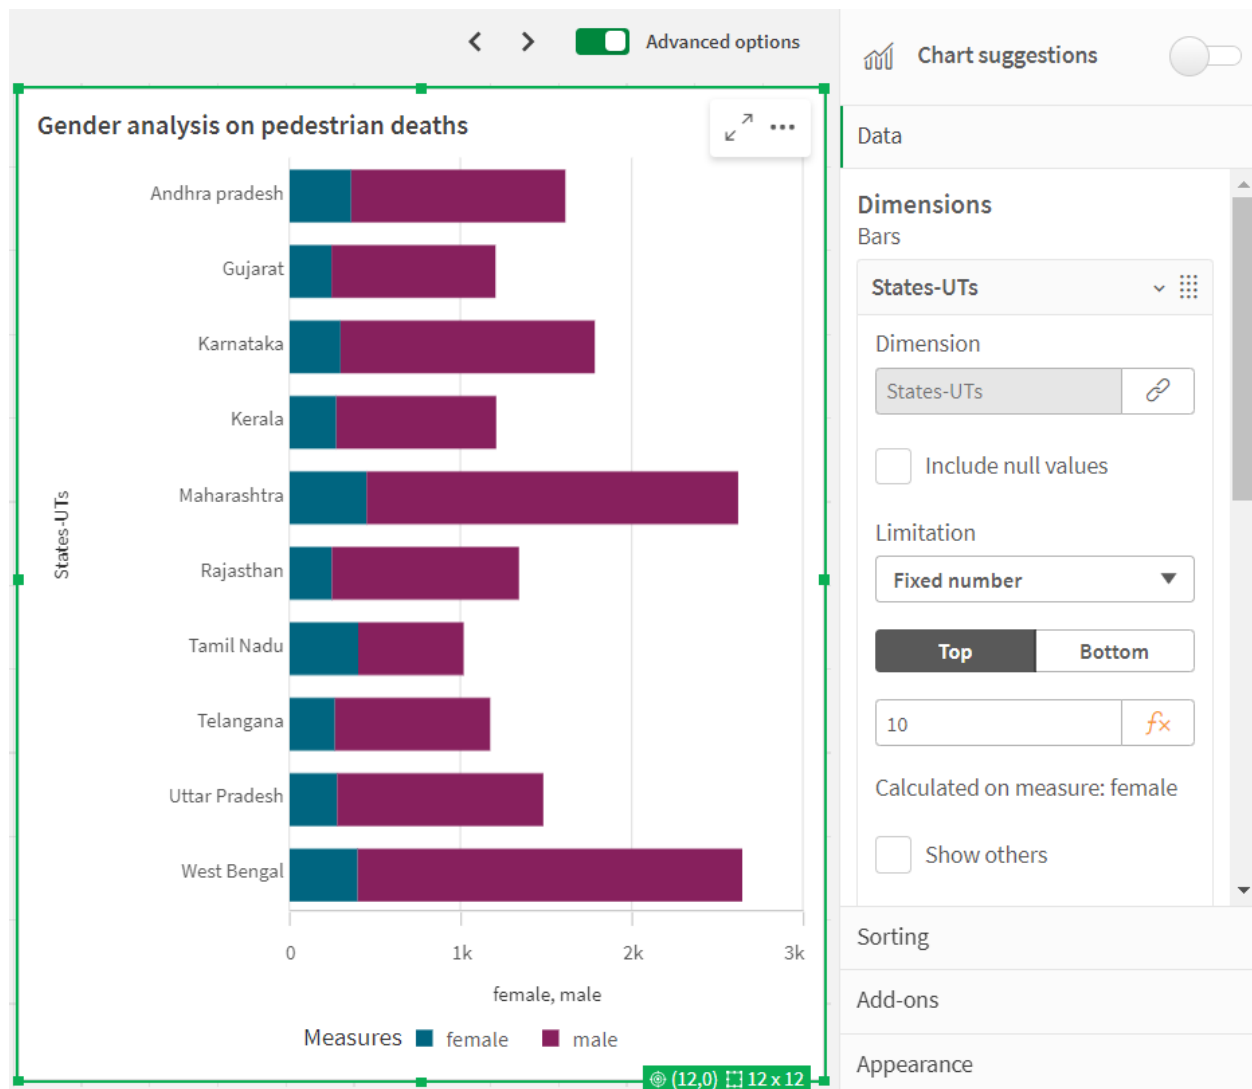 Advanced options
Gender analysis on pedestrian deaths
States-UTs
Andhra pradesh
Gujarat
Karnataka
Kerala
Maharashtra
Rajasthan
Tamil Nadu
Telangana
Uttar Pradesh
West Bengal
0 1k 2k 3k
female, male
Measures female male
(12,0) 12 x 12
Chart suggestions
Data
Dimensions
Bars
States-UTs
Dimension
States-UTs
Include null values
Limitation
Fixed number
Top Bottom
10 fx
Calculated on measure: female
Show others
Sorting
Add-ons
Appearance